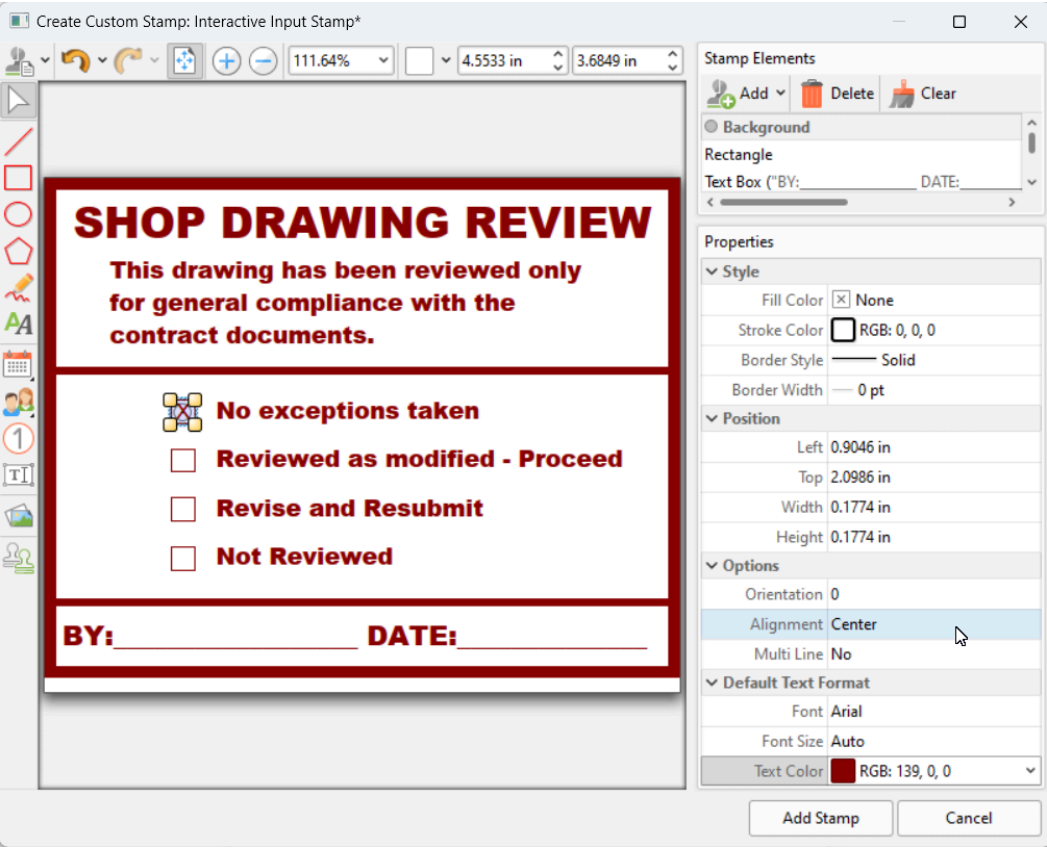 Create Custom Stamp: Interactive Input Stamp*
111.64%
4.5533 in
3.6849 in
Stamp Elements
Add
Delete
Clear
Background
Rectangle
Text Box ("BY:_______________ DATE:________
Properties
Style
Fill Color None
Stroke Color RGB: 0, 0, 0
Border Style Solid
Border Width 0 pt
Position
Left 0.9046 in
Top 2.0986 in
Width 0.1774 in
Height 0.1774 in
Options
Orientation 0
Alignment Center
Multi Line No
Default Text Format
Font Arial
Font Size Auto
Text Color RGB: 139, 0, 0
AA
1
T
SHOP DRAWING REVIEW
This drawing has been reviewed only
for general compliance with the
contract documents.
No exceptions taken
Reviewed as modified - Proceed
Revise and Resubmit
Not Reviewed
BY:__________________ DATE:______________
Add Stamp
Cancel